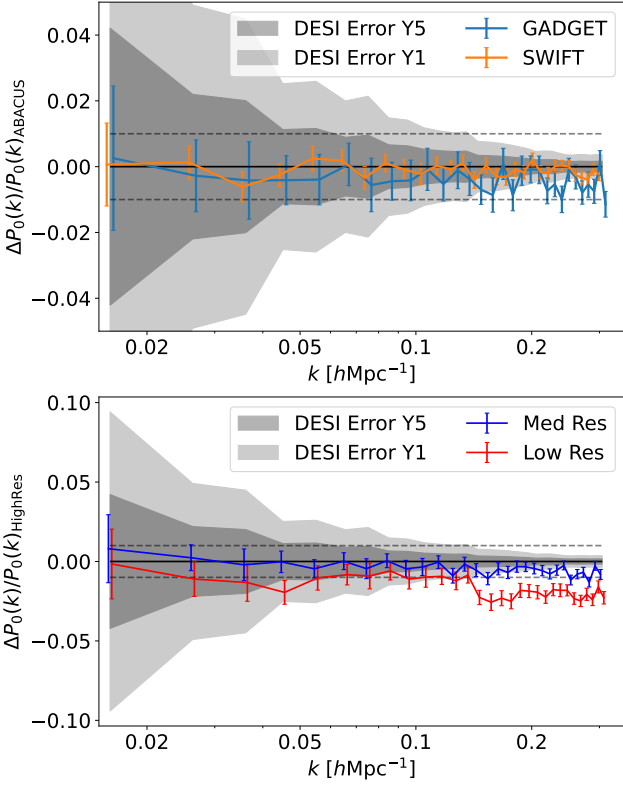 DESI Error Y5
DESI Error Y1
GADGET
SWIFT
0.04
0.02
0.00
−0.02
−0.04
ΔP₀(k)/P₀(k)ABACUS
0.02 0.05 0.1 0.2
k [hMpc⁻¹]
DESI Error Y5
DESI Error Y1
Med Res
Low Res
0.10
0.05
0.00
−0.05
−0.10
ΔP₀(k)/P₀(k)HighRes
0.02 0.05 0.1 0.2
k [hMpc⁻¹]